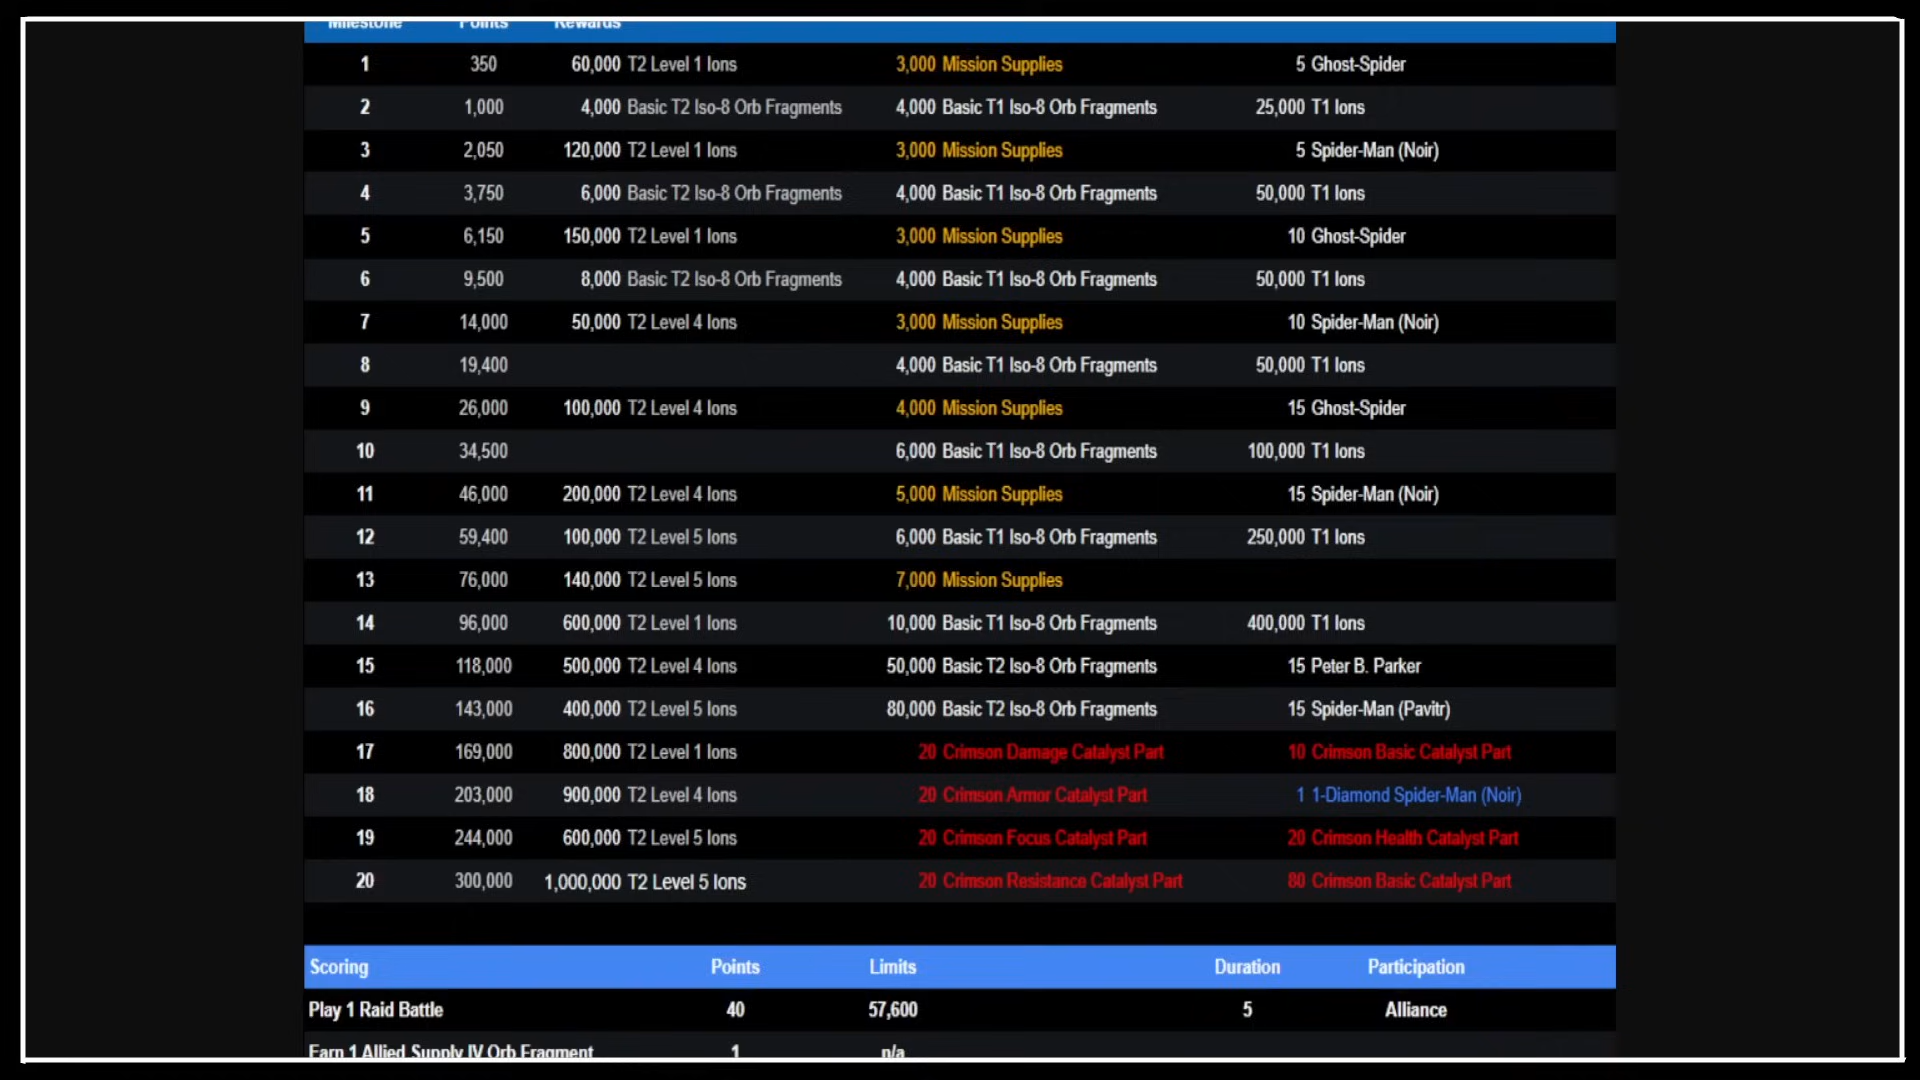 Milestone Points Rewards
1 350 60,000 T2 Level 1 Ions 3,000 Mission Supplies 5 Ghost-Spider
2 1,000 4,000 Basic T2 Iso-8 Orb Fragments 4,000 Basic T1 Iso-8 Orb Fragments 25,000 T1 Ions
3 2,050 120,000 T2 Level 1 Ions 3,000 Mission Supplies 5 Spider-Man (Noir)
4 3,750 6,000 Basic T2 Iso-8 Orb Fragments 4,000 Basic T1 Iso-8 Orb Fragments 50,000 T1 Ions
5 6,150 150,000 T2 Level 1 Ions 3,000 Mission Supplies 10 Ghost-Spider
6 9,500 8,000 Basic T2 Iso-8 Orb Fragments 4,000 Basic T1 Iso-8 Orb Fragments 50,000 T1 Ions
7 14,000 50,000 T2 Level 4 Ions 3,000 Mission Supplies 10 Spider-Man (Noir)
8 19,400 4,000 Basic T1 Iso-8 Orb Fragments 50,000 T1 Ions
9 26,000 100,000 T2 Level 4 Ions 4,000 Mission Supplies 15 Ghost-Spider
10 34,500 6,000 Basic T1 Iso-8 Orb Fragments 100,000 T1 Ions
11 46,000 200,000 T2 Level 4 Ions 5,000 Mission Supplies 15 Spider-Man (Noir)
12 59,400 100,000 T2 Level 5 Ions 6,000 Basic T1 Iso-8 Orb Fragments 250,000 T1 Ions
13 76,000 140,000 T2 Level 5 Ions 7,000 Mission Supplies
14 96,000 600,000 T2 Level 1 Ions 10,000 Basic T1 Iso-8 Orb Fragments 400,000 T1 Ions
15 118,000 500,000 T2 Level 4 Ions 50,000 Basic T2 Iso-8 Orb Fragments 15 Peter B. Parker
16 143,000 400,000 T2 Level 5 Ions 80,000 Basic T2 Iso-8 Orb Fragments 15 Spider-Man (Pavitr)
17 169,000 800,000 T2 Level 1 Ions 20 Crimson Damage Catalyst Part 10 Crimson Basic Catalyst Part
18 203,000 900,000 T2 Level 4 Ions 20 Crimson Armor Catalyst Part 1 1-Diamond Spider-Man (Noir)
19 244,000 600,000 T2 Level 5 Ions 20 Crimson Focus Catalyst Part 20 Crimson Health Catalyst Part
20 300,000 1,000,000 T2 Level 5 Ions 20 Crimson Resistance Catalyst Part 80 Crimson Basic Catalyst Part
Scoring Points Limits Duration Participation
Play 1 Raid Battle 40 57,600 5 Alliance
Earn 1 Allied Supply IV Orb Fragment 1 n/a